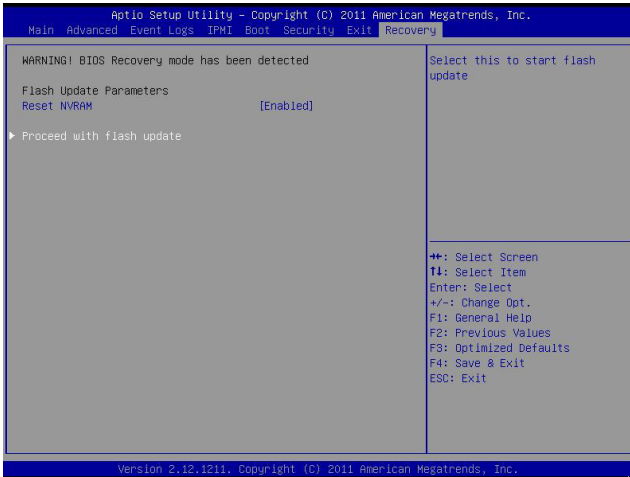 Aptio Setup Utility – Copyright (C) 2011 American Megatrends, Inc.
Main Advanced Event Logs IPMI Boot Security Exit Recovery
WARNING! BIOS Recovery mode has been detected
Flash Update Parameters
Reset NVRAM [Enabled]
▶ Proceed with flash update
Select this to start flash
update
→←: Select Screen
↑↓: Select Item
Enter: Select
+/-: Change Opt.
F1: General Help
F2: Previous Values
F3: Optimized Defaults
F4: Save & Exit
ESC: Exit
Version 2.12.1211. Copyright (C) 2011 American Megatrends, Inc.